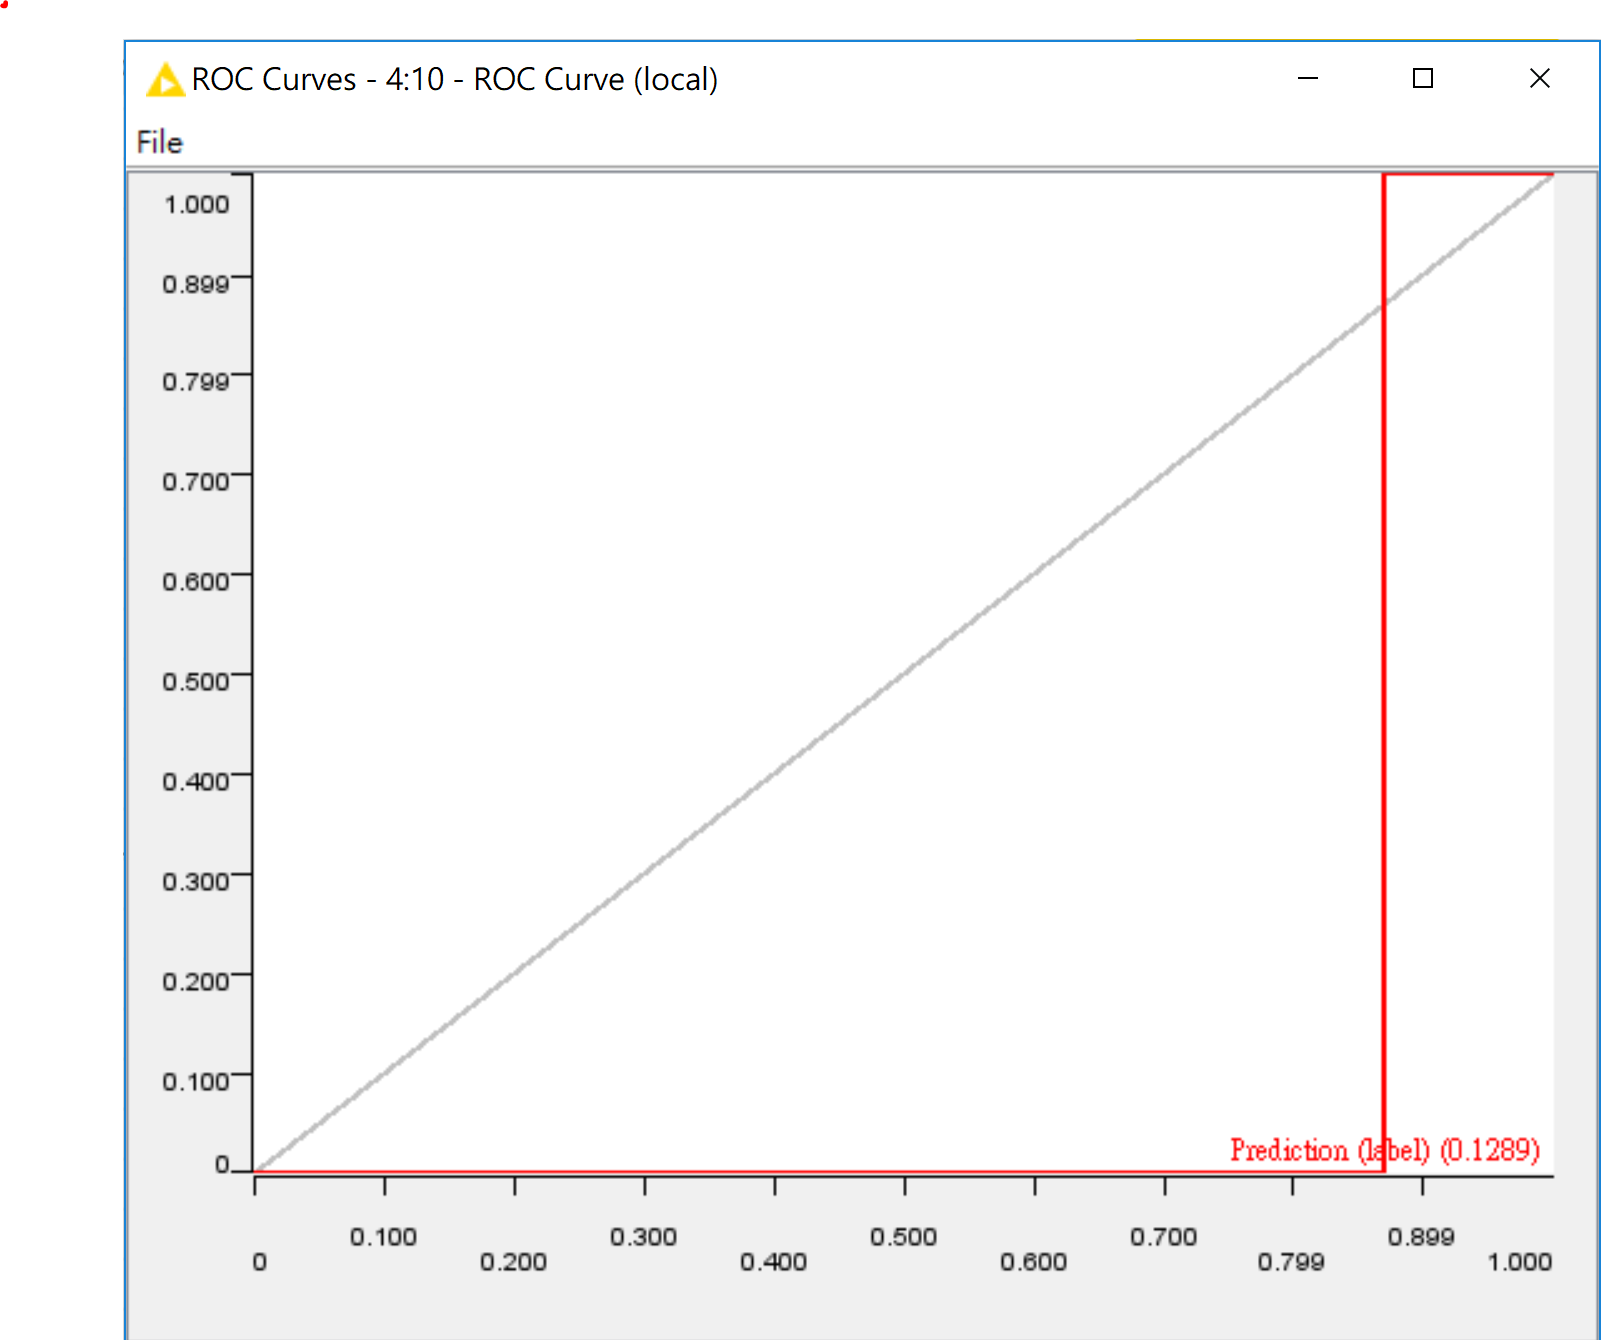 ROC Curves - 4:10 - ROC Curve (local)
File
1.000
0.899
0.799
0.700
0.600
0.500
0.400
0.300
0.200
0.100
0
Prediction (label) (0.1289)
0.100 0.300 0.500 0.700 0.899
0 0.200 0.400 0.600 0.799 1.000